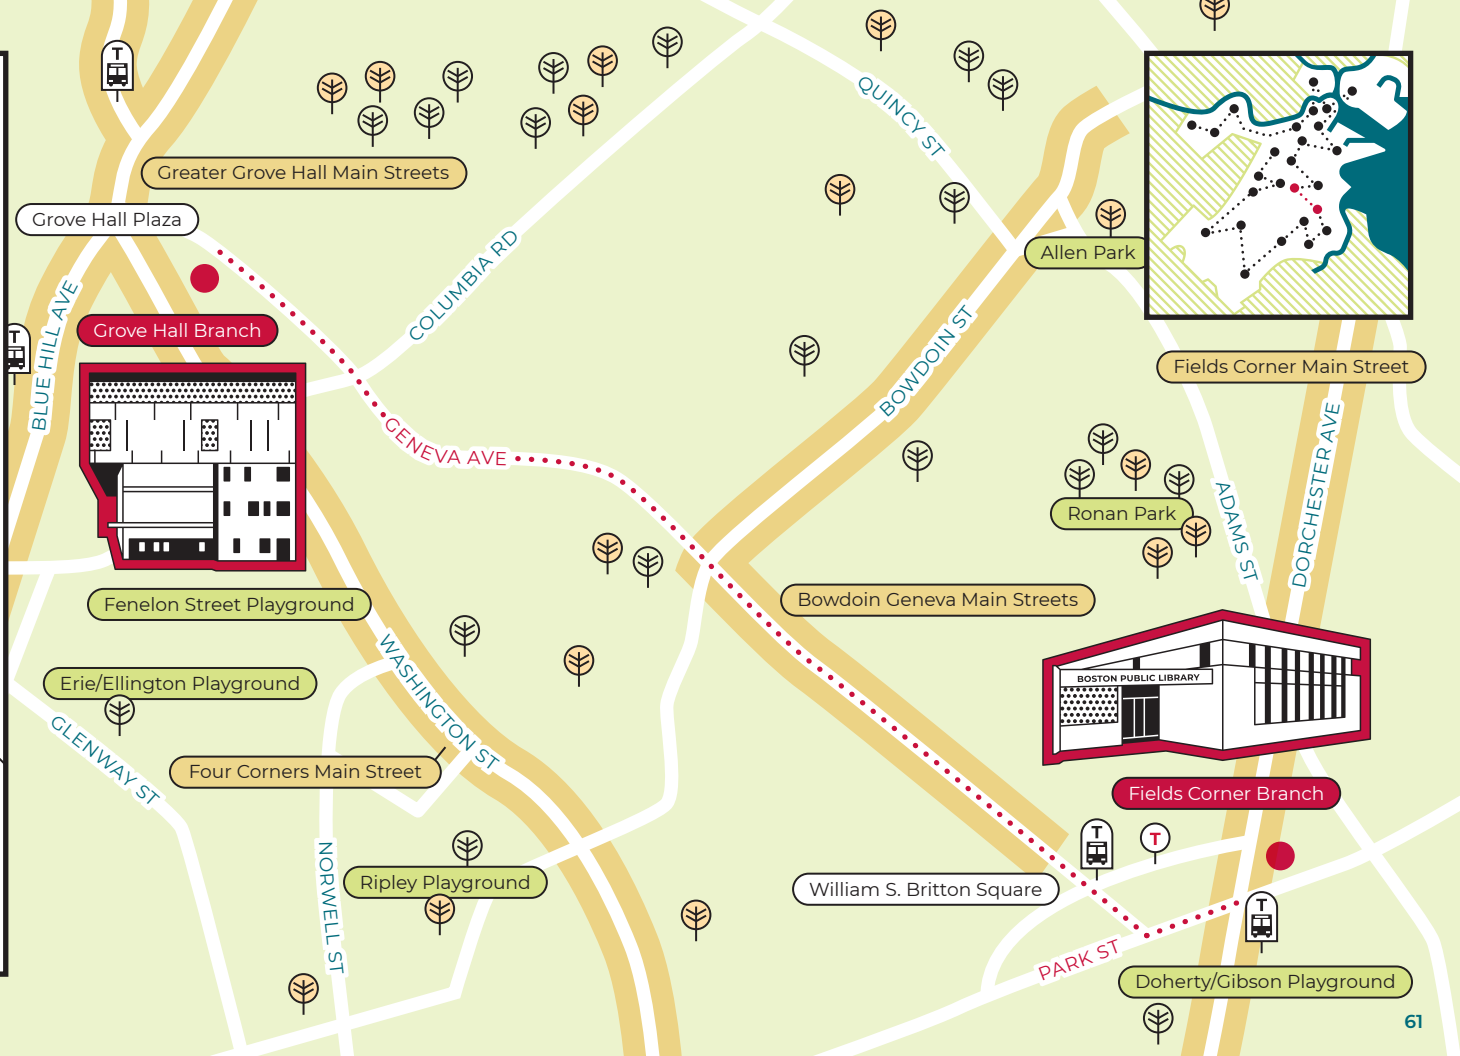 T
QUINCY ST
Greater Grove Hall Main Streets
Grove Hall Plaza
Allen Park
COLUMBIA RD
BLUE HILL AVE
T
Grove Hall Branch
BOWDOIN ST
Fields Corner Main Street
GENEVA AVE
DORCHESTER AVE
ADAMS ST
Ronan Park
Fenelon Street Playground
Bowdoin Geneva Main Streets
WASHINGTON ST
BOSTON PUBLIC LIBRARY
Erie/Ellington Playground
GLENWAY ST
Four Corners Main Street
Fields Corner Branch
T
T
NORWELL ST
Ripley Playground
William S. Britton Square
T
PARK ST
Doherty/Gibson Playground
61